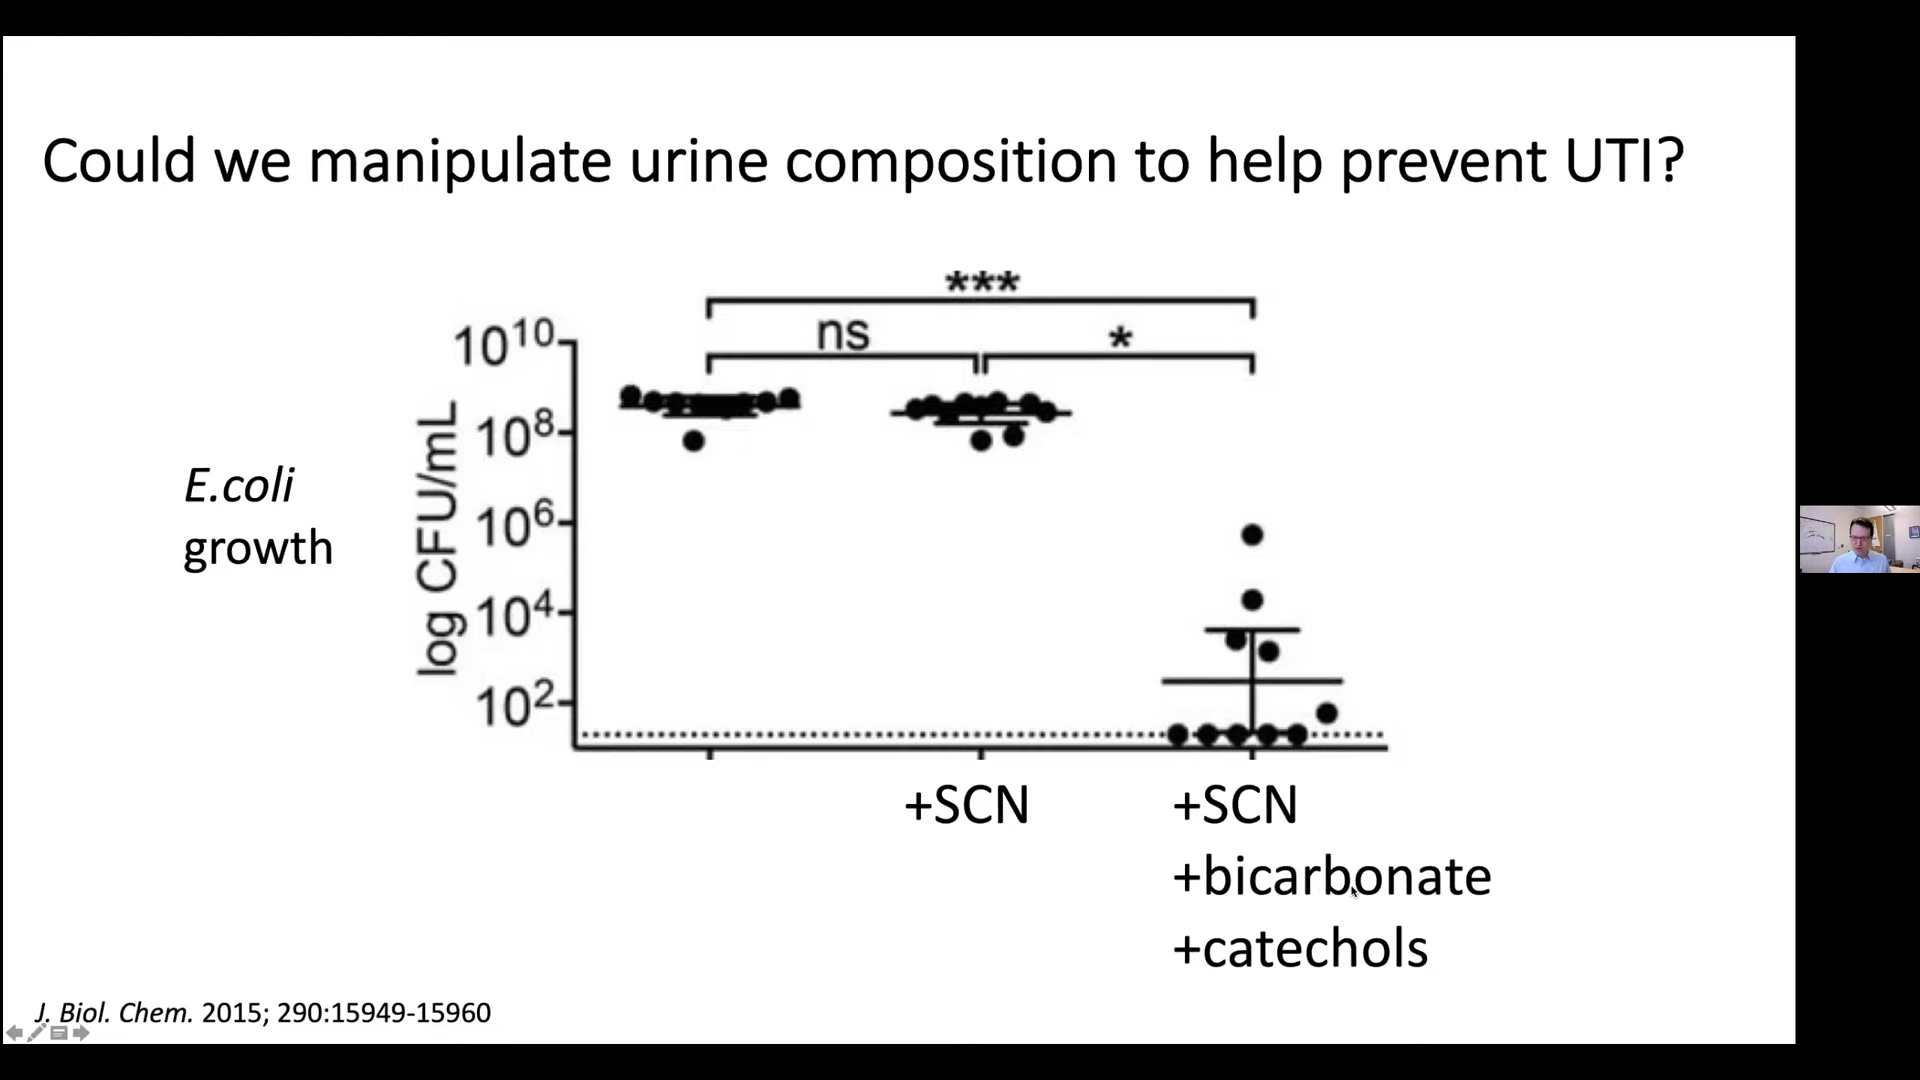 Could we manipulate urine composition to help prevent UTI?
***
ns
*
10^10
10^8
10^6
10^4
10^2
log CFU/mL
E.coli
growth
+SCN
+SCN
+bicarbonate
+catechols
J. Biol. Chem. 2015; 290:15949-15960